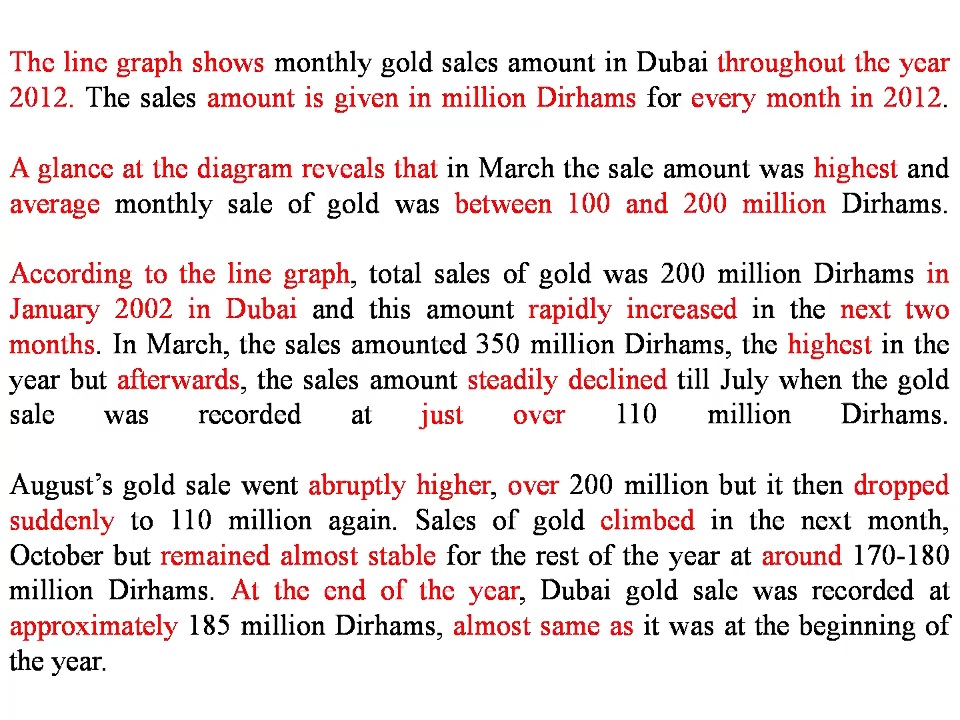 The line graph shows monthly gold sales amount in Dubai throughout the year
2012. The sales amount is given in million Dirhams for every month in 2012.
A glance at the diagram reveals that in March the sale amount was highest and
average monthly sale of gold was between 100 and 200 million Dirhams.
According to the line graph, total sales of gold was 200 million Dirhams in
January 2002 in Dubai and this amount rapidly increased in the next two
months. In March, the sales amounted 350 million Dirhams, the highest in the
year but afterwards, the sales amount steadily declined till July when the gold
sale was recorded at just over 110 million Dirhams.
August’s gold sale went abruptly higher, over 200 million but it then dropped
suddenly to 110 million again. Sales of gold climbed in the next month,
October but remained almost stable for the rest of the year at around 170-180
million Dirhams. At the end of the year, Dubai gold sale was recorded at
approximately 185 million Dirhams, almost same as it was at the beginning of
the year.